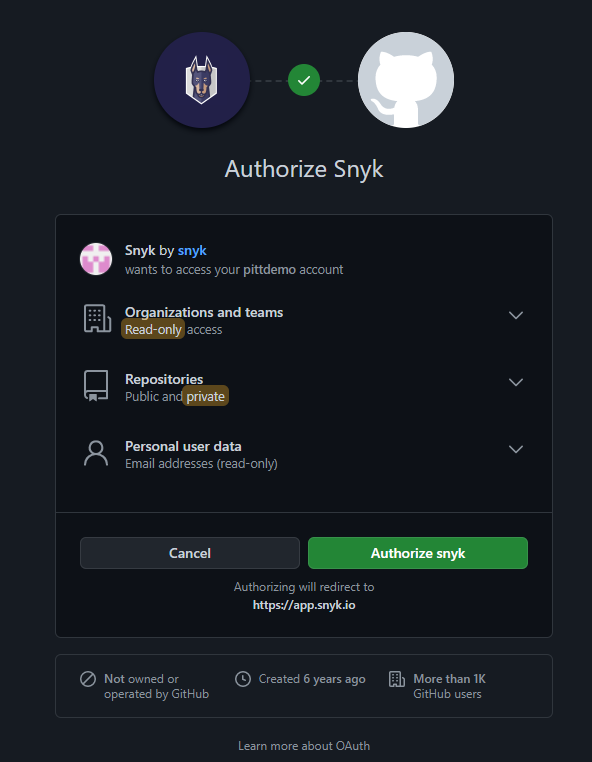 Authorize Snyk
Snyk by snyk
wants to access your pittdemo account
Organizations and teams
Read-only access
Repositories
Public and private
Personal user data
Email addresses (read-only)
Cancel
Authorize snyk
Authorizing will redirect to
https://app.snyk.io
Not owned or
operated by GitHub
Created 6 years ago
More than 1K
GitHub users
Learn more about OAuth